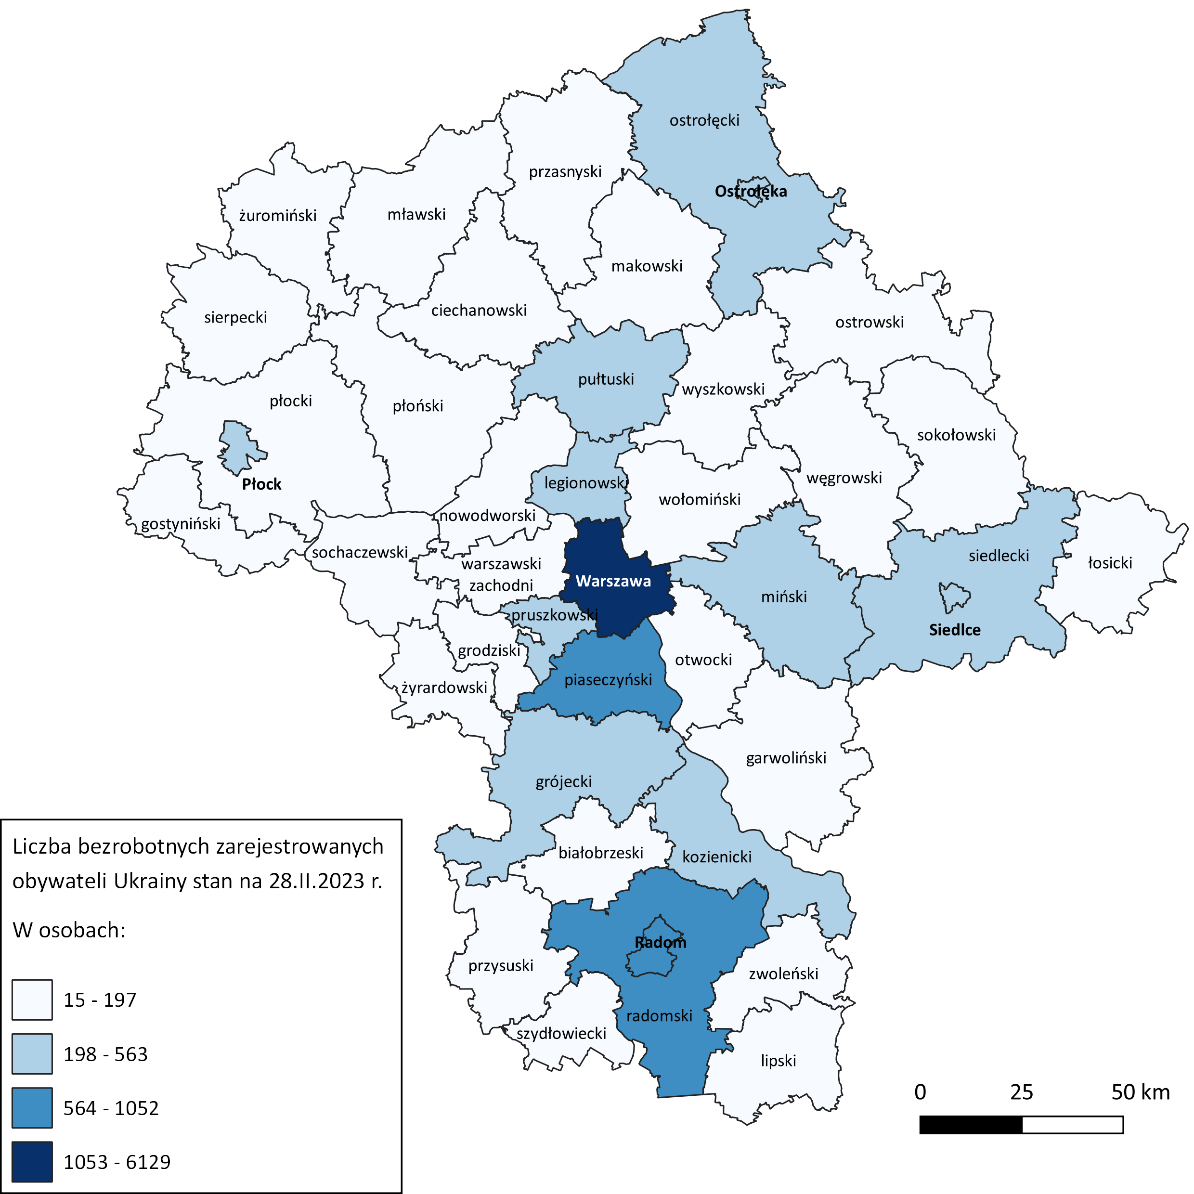 ostrołęcki
przasnyski
Ostrołęka
żuromiński
mławski
makowski
ciechanowski
sierpecki
ostrowski
pułtuski
wyszkowski
płocki
płoński
sokołowski
węgrowski
Płock
legionowski
wołomiński
gostyniński
nowodworski
sochaczewski
siedlecki
łosicki
warszawski
zachodni
Warszawa
miński
pruszkowski
Siedlce
grodziski
otwocki
piaseczyński
żyrardowski
garwoliński
grójecki
białobrzeski
kozienicki
Radom
przysuski
zwoleński
radomski
szydłowiecki
lipski
Liczba bezrobotnych zarejestrowanych
obywateli Ukrainy stan na 28.II.2023 r.
W osobach:
15 - 197
198 - 563
564 - 1052
1053 - 6129
0 25 50 km